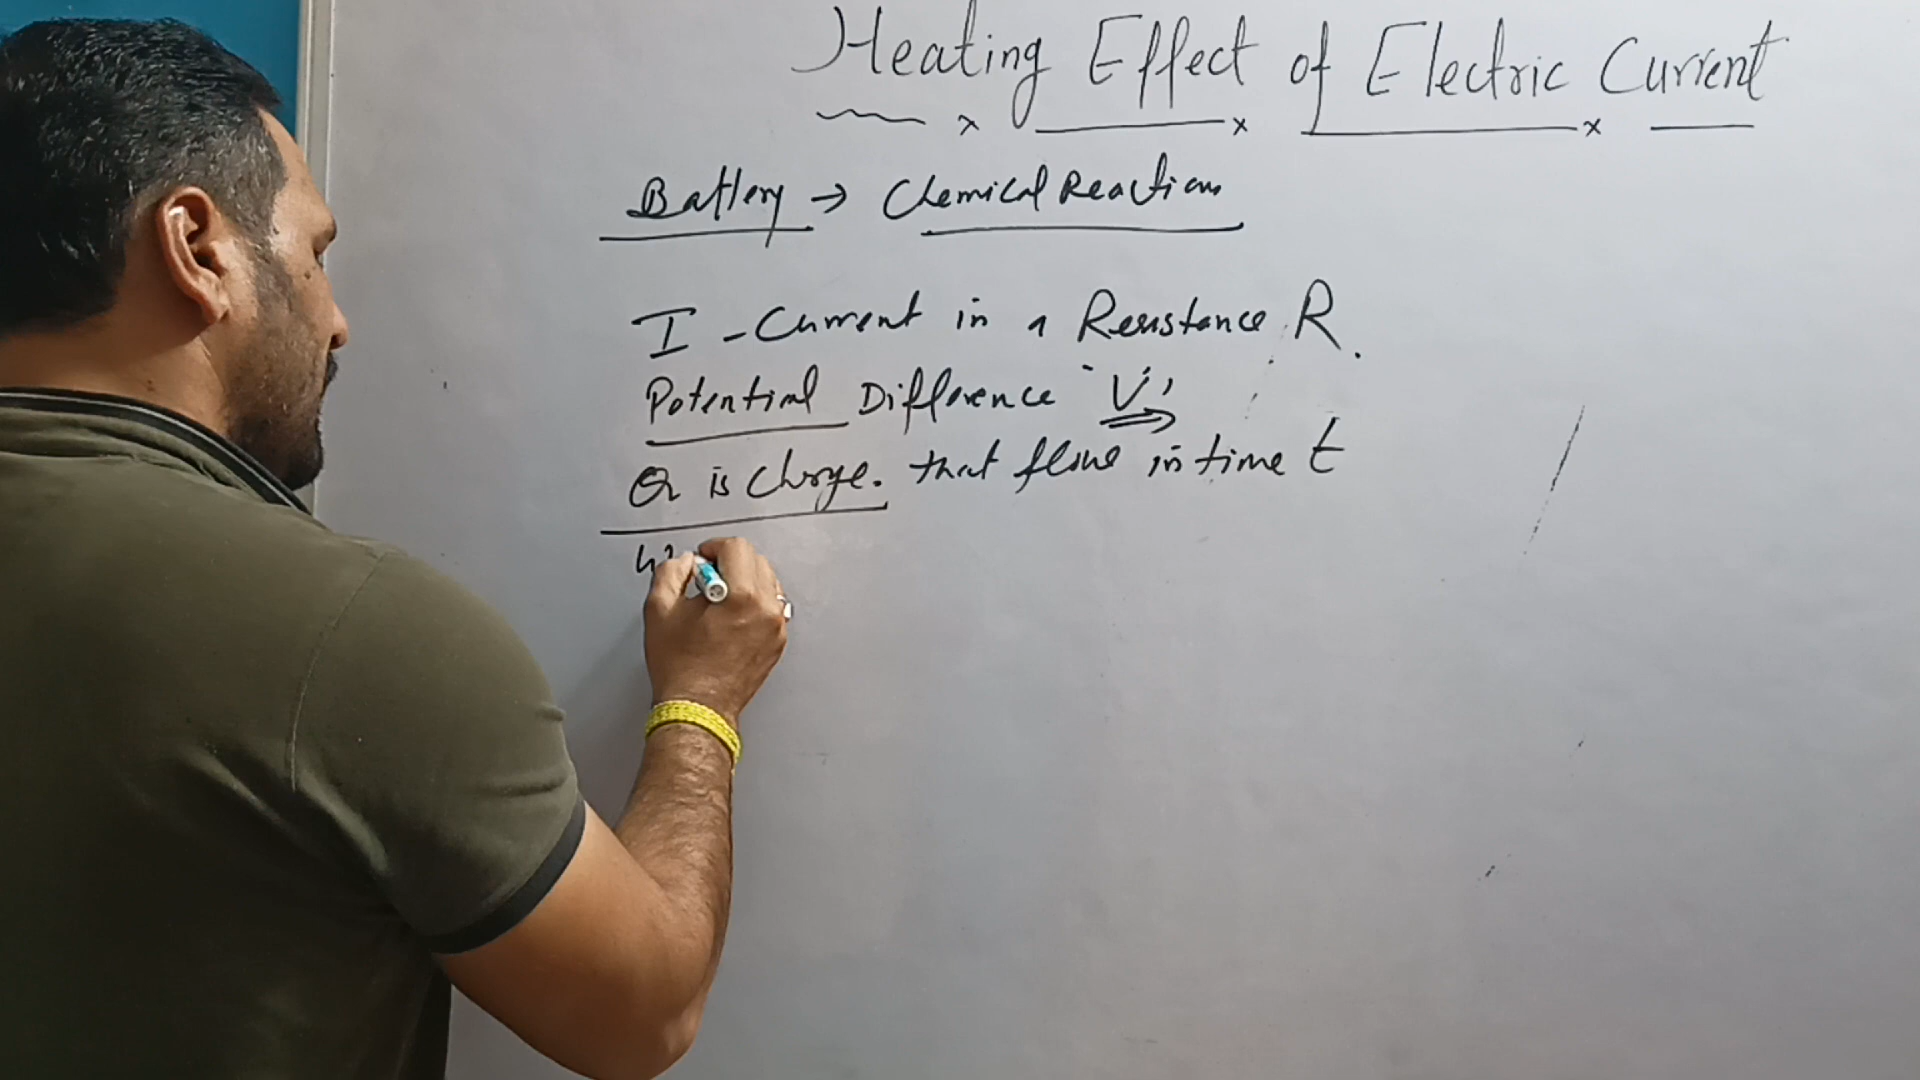 Heating Effect of Electric Current
Battery → Chemical Reactions
I - Current in a Resistance R.
Potential Difference "V"
Q is Charge. that flows in time t